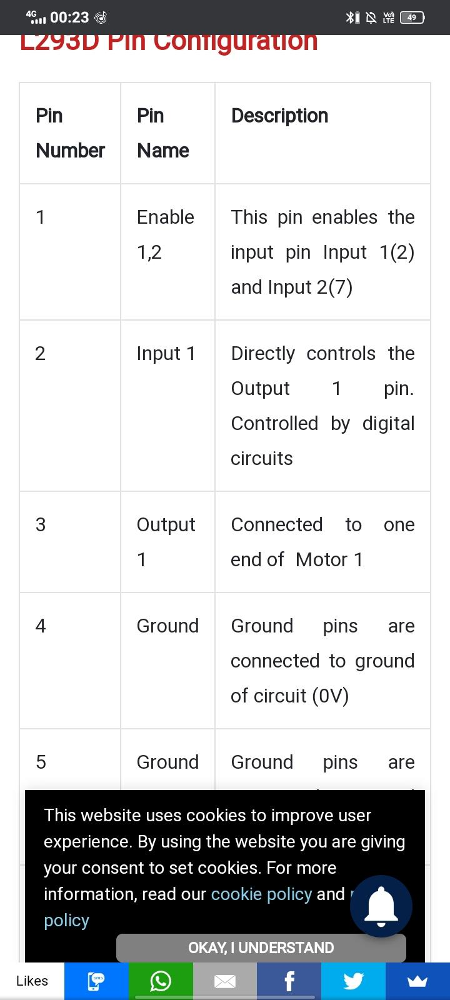 4G 00:23 Vo) LTE 49
L293D Pin Configuration
Pin Number Pin Name Description
1 Enable 1,2 This pin enables the
input pin Input 1(2)
and Input 2(7)
2 Input 1 Directly controls the
Output 1 pin.
Controlled by digital
circuits
3 Output 1 Connected to one
end of Motor 1
4 Ground Ground pins are
connected to ground
of circuit (0V)
5 Ground Ground pins are
This website uses cookies to improve user
experience. By using the website you are giving
your consent to set cookies. For more
information, read our cookie policy and
policy
OKAY, I UNDERSTAND
Likes sms